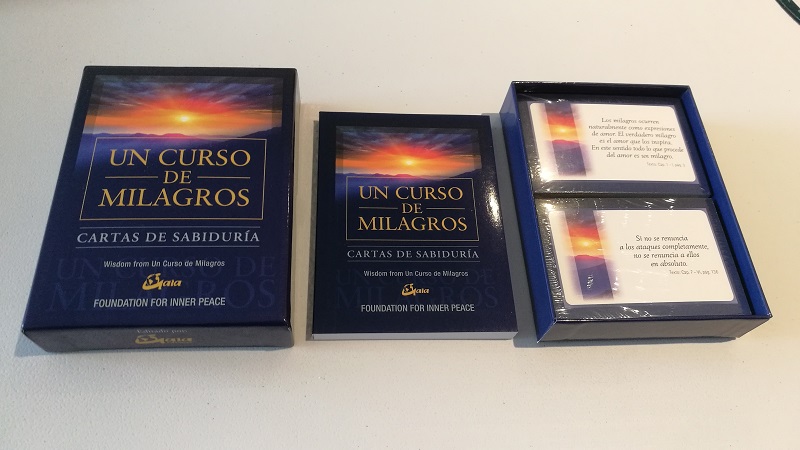 UN CURSO
DE
MILAGROS
CARTAS DE SABIDURÍA
Wisdom from Un Curso de Milagros
Gaia
FOUNDATION FOR INNER PEACE
Gaia
UN CURSO
DE
MILAGROS
CARTAS DE SABIDURÍA
Wisdom from Un Curso de Milagros
Gaia
FOUNDATION FOR INNER PEACE
Los milagros ocurren
naturalmente como expresiones
de amor. El verdadero milagro
es el amor que los inspira.
En este sentido todo lo que procede
del amor es un milagro.
Si no se renuncia
a los ataques completamente,
no se renuncia a ellos
en absoluto.